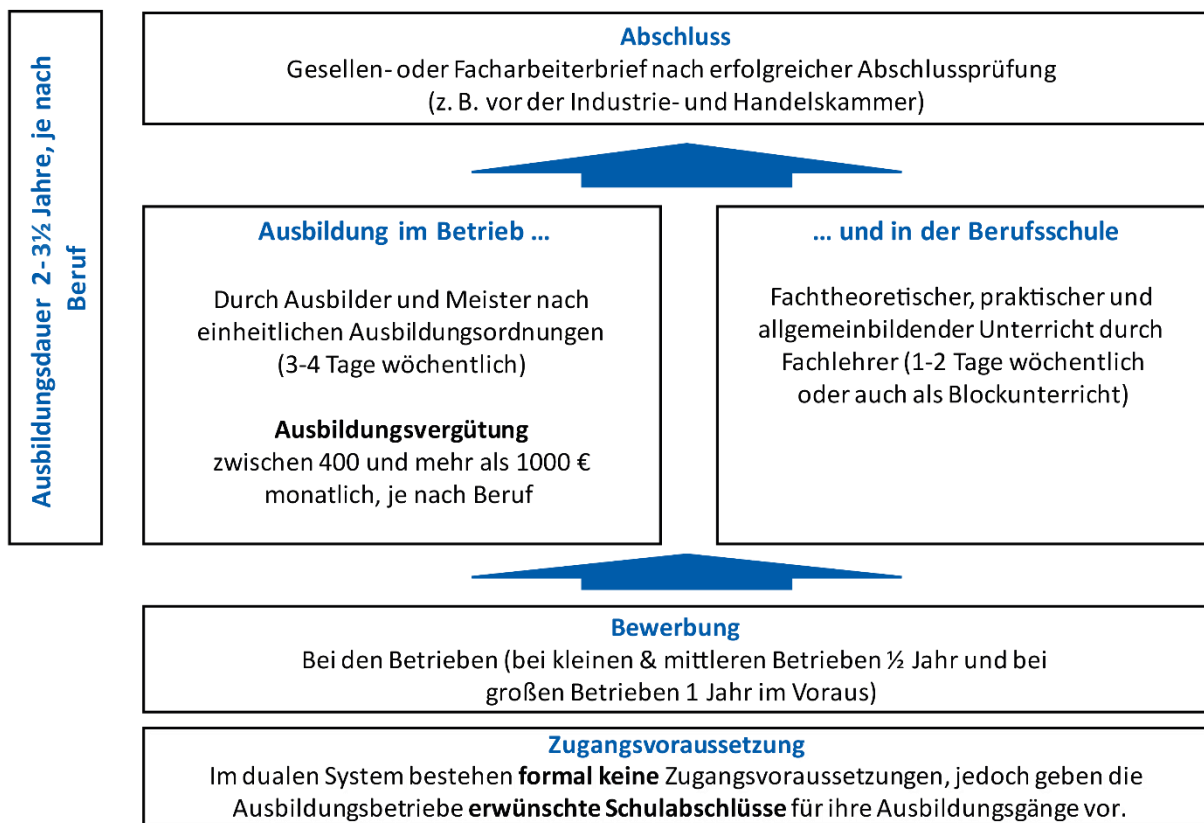 Ausbildungsdauer 2-3½ Jahre, je nach
Beruf
Abschluss
Gesellen- oder Facharbeiterbrief nach erfolgreicher Abschlussprüfung
(z. B. vor der Industrie- und Handelskammer)
Ausbildung im Betrieb ...
Durch Ausbilder und Meister nach
einheitlichen Ausbildungsordnungen
(3-4 Tage wöchentlich)
Ausbildungsvergütung
zwischen 400 und mehr als 1000 €
monatlich, je nach Beruf
... und in der Berufsschule
Fachtheoretischer, praktischer und
allgemeinbildender Unterricht durch
Fachlehrer (1-2 Tage wöchentlich
oder auch als Blockunterricht)
Bewerbung
Bei den Betrieben (bei kleinen & mittleren Betrieben ½ Jahr und bei
großen Betrieben 1 Jahr im Voraus)
Zugangsvoraussetzung
Im dualen System bestehen formal keine Zugangsvoraussetzungen, jedoch geben die
Ausbildungsbetriebe erwünschte Schulabschlüsse für ihre Ausbildungsgänge vor.